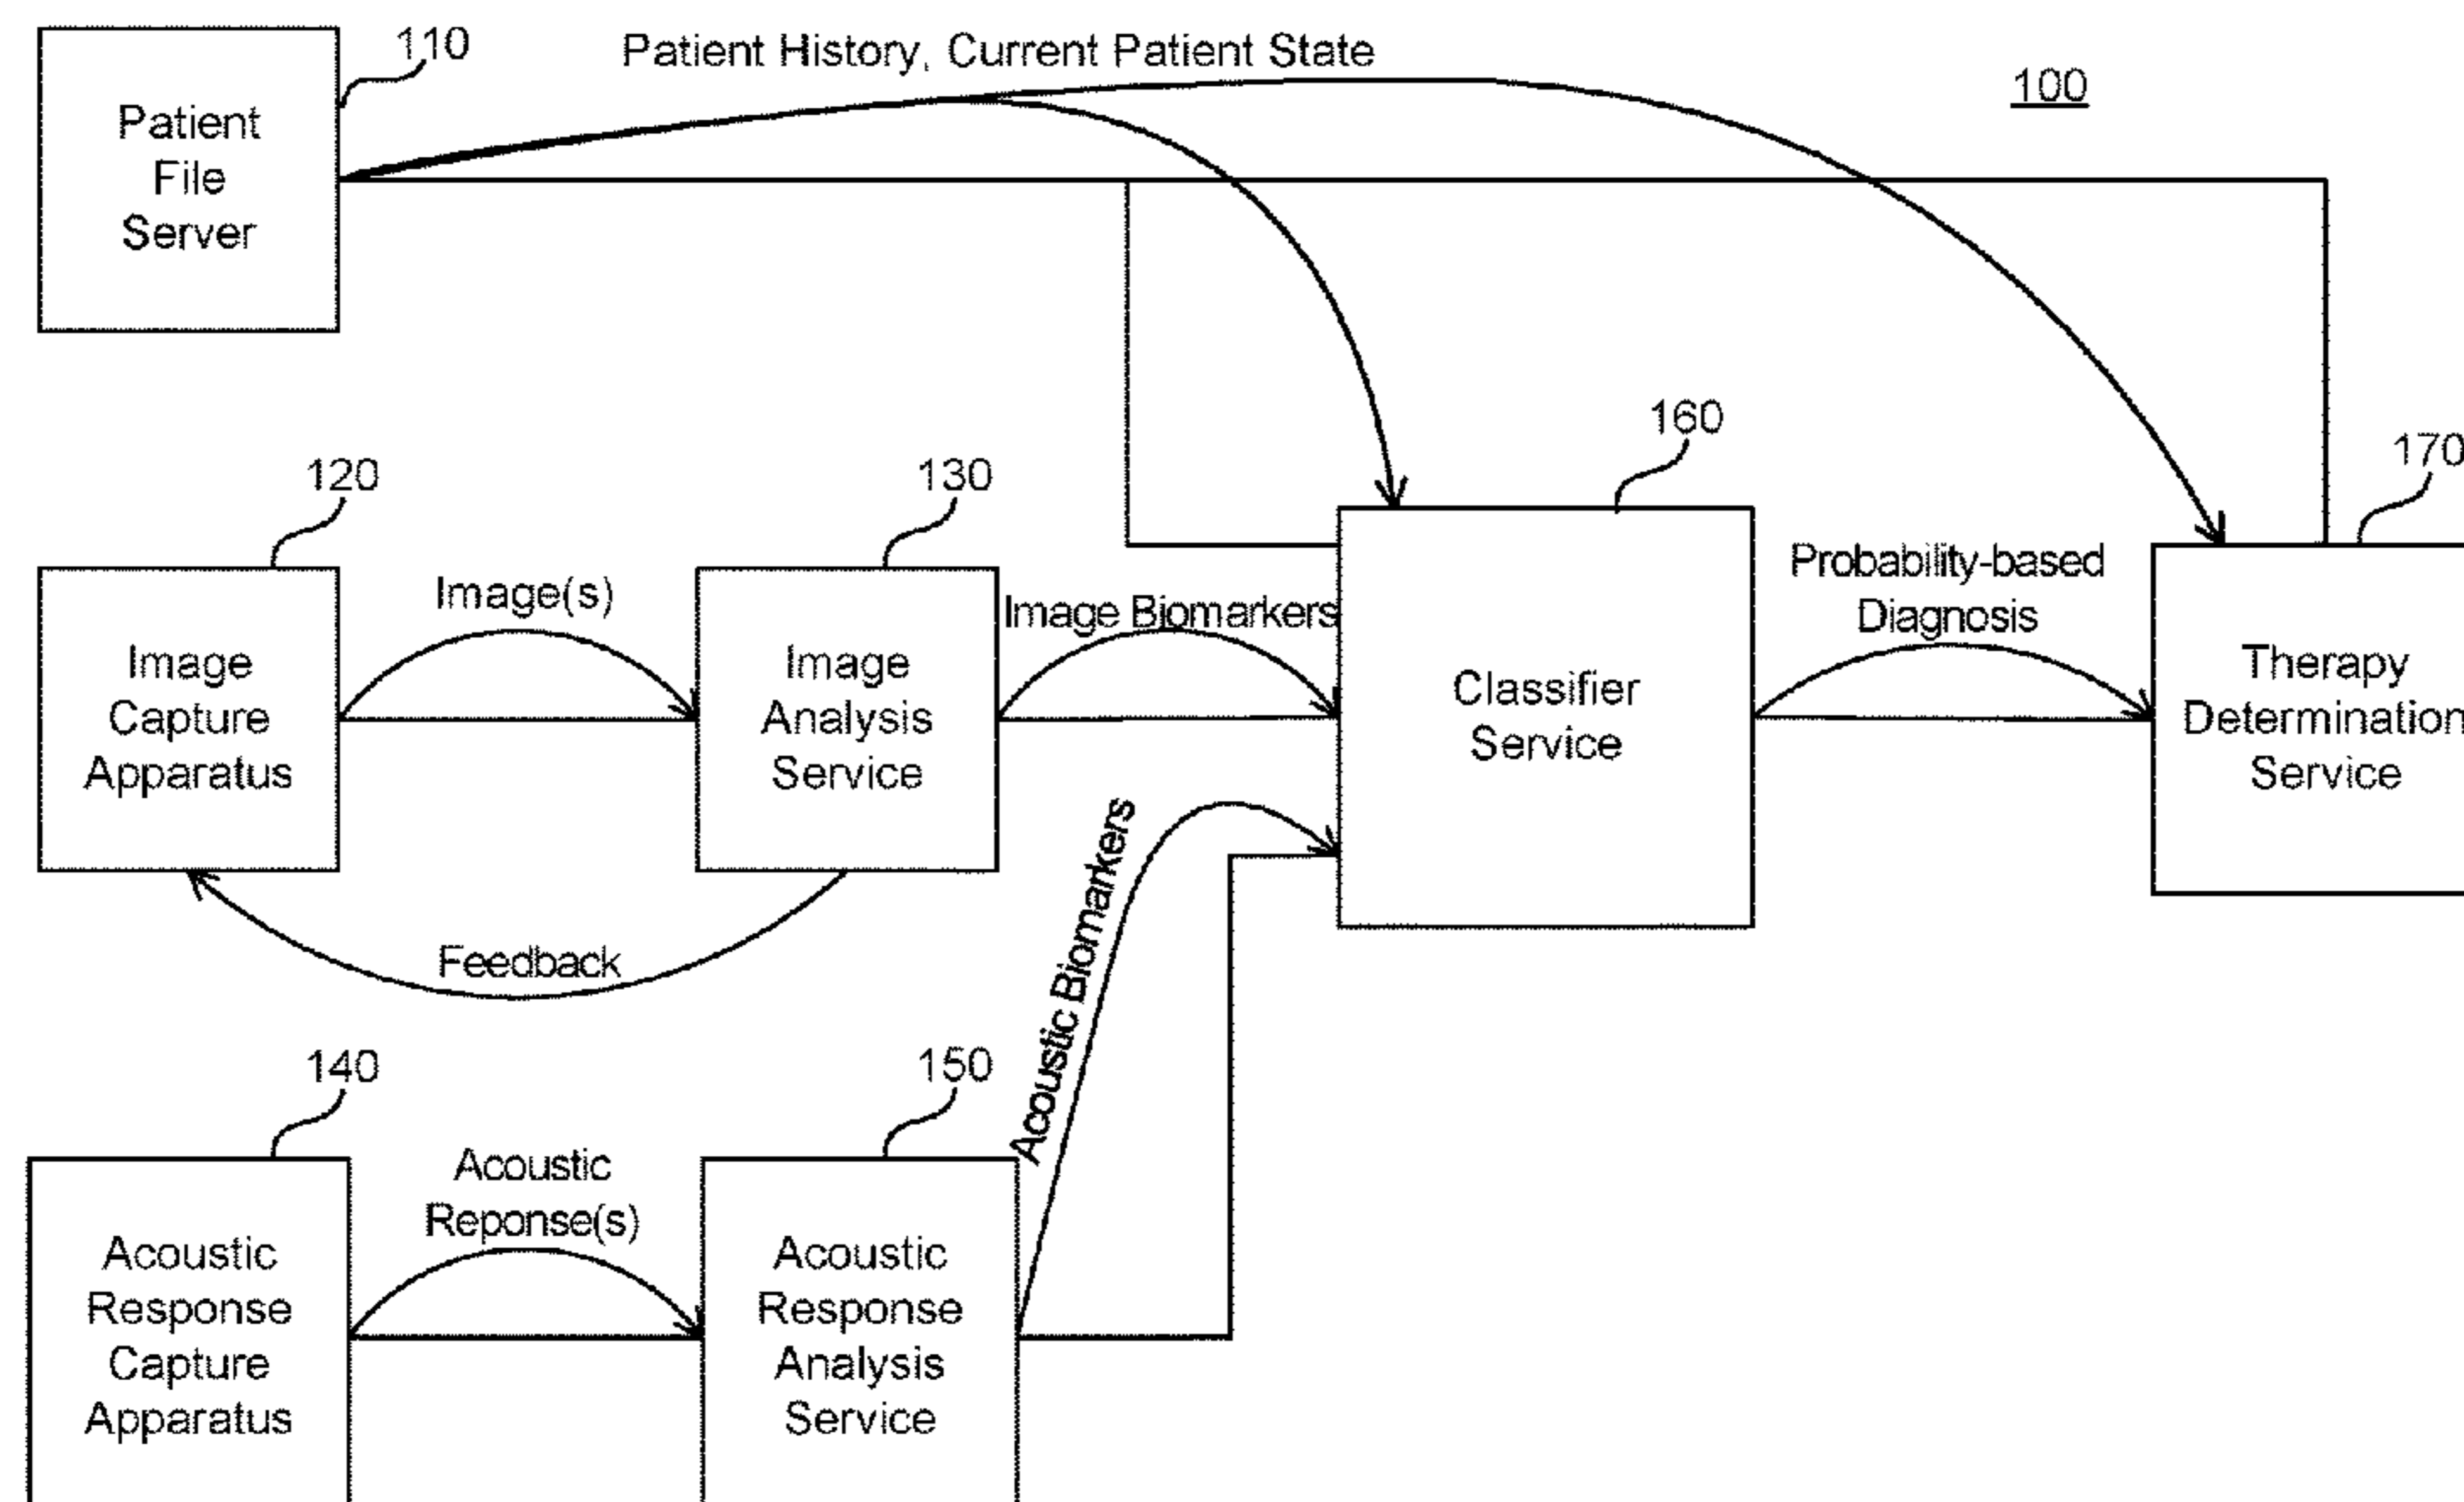 110
Patient History, Current Patient State
100
Patient
File
Server
160
170
120
130
Image(s)
Image Biomarkers
Probability-based
Diagnosis
Image
Capture
Apparatus
Image
Analysis
Service
Classifier
Service
Therapy
Determination
Service
Feedback
Acoustic Biomarkers
140
150
Acoustic
Reponse(s)
Acoustic
Response
Capture
Apparatus
Acoustic
Response
Analysis
Service